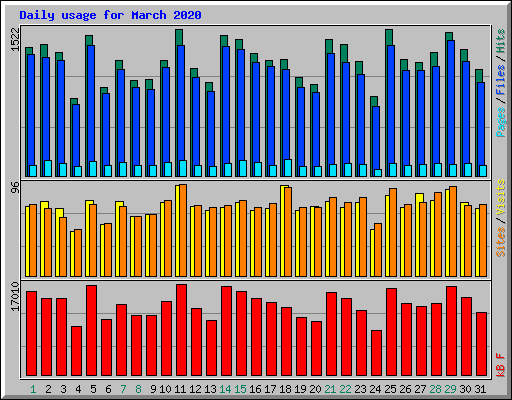 Daily usage for March 2020
1522
Pages / Files / Hits
96
Sites / Visits
17010
kB F
1 2 3 4 5 6 7 8 9 10 11 12 13 14 15 16 17 18 19 20 21 22 23 24 25 26 27 28 29 30 31